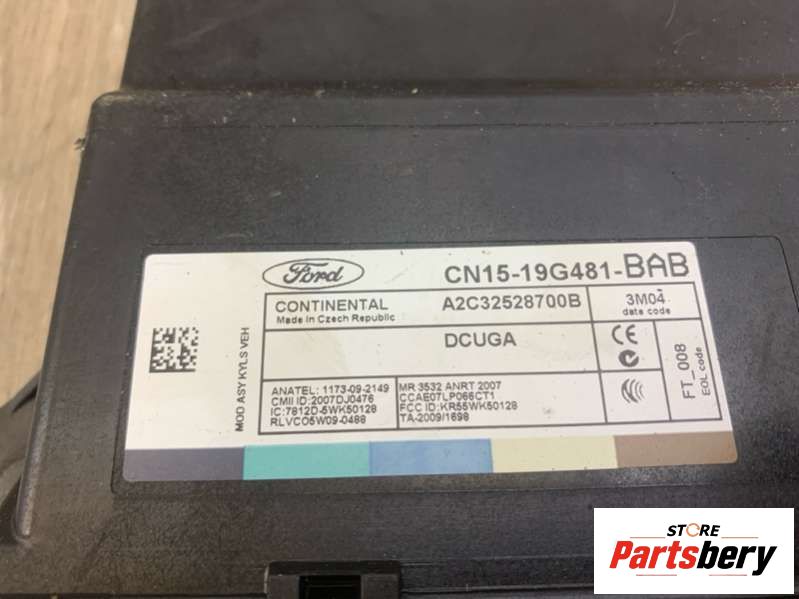 Ford
CN15-19G481-BAB
CONTINENTAL
Made in Czech Republic
A2C32528700B
3M04
date code
MOD ASY KYLS VEH
DCUGA
CE
FT_008
EOL code
ANATEL: 1173-09-2149
CMII ID:2007DJ0476
IC:7812D-5WK50128
RLVCO5W09-0488
MR 3532 ANRT 2007
CCAE07LP066CT1
FCC ID:KR55WK50128
TA-2009/1698
STORE
Partsbery